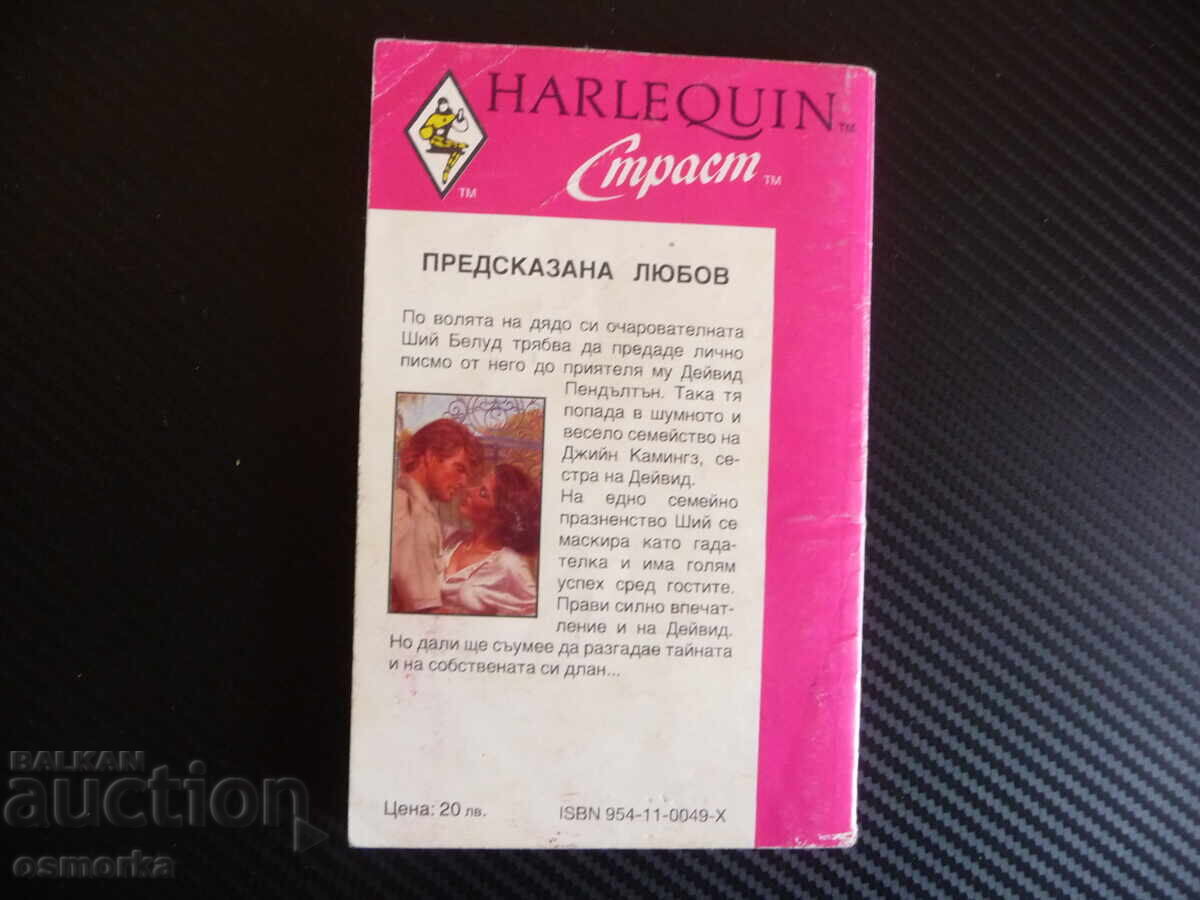 HARLEQUIN™
Страст™
™
ПРЕДСКАЗАНА ЛЮБОВ
По волята на дядо си очарователната
Ший Белуд трябва да предаде лично
писмо от него до приятеля му Дейвид
Пендълтън. Така тя
попада в шумното и
весело семейство на
Джийн Камингз, се-
стра на Дейвид.
На едно семейно
празненство Ший се
маскира като гада-
телка и има голям
успех сред гостите.
Прави силно впечат-
ление и на Дейвид.
Но дали ще съумее да разгадае тайната
и на собствената си длан...
Цена: 20 лв. ISBN 954-11-0049-X
BALKAN
auction
osmorka